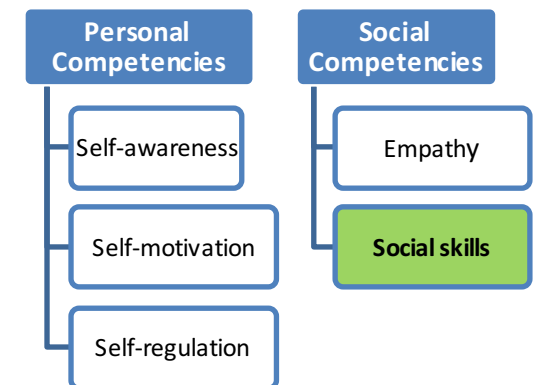 Personal
Competencies
Self-awareness
Self-motivation
Self-regulation
Social
Competencies
Empathy
Social skills